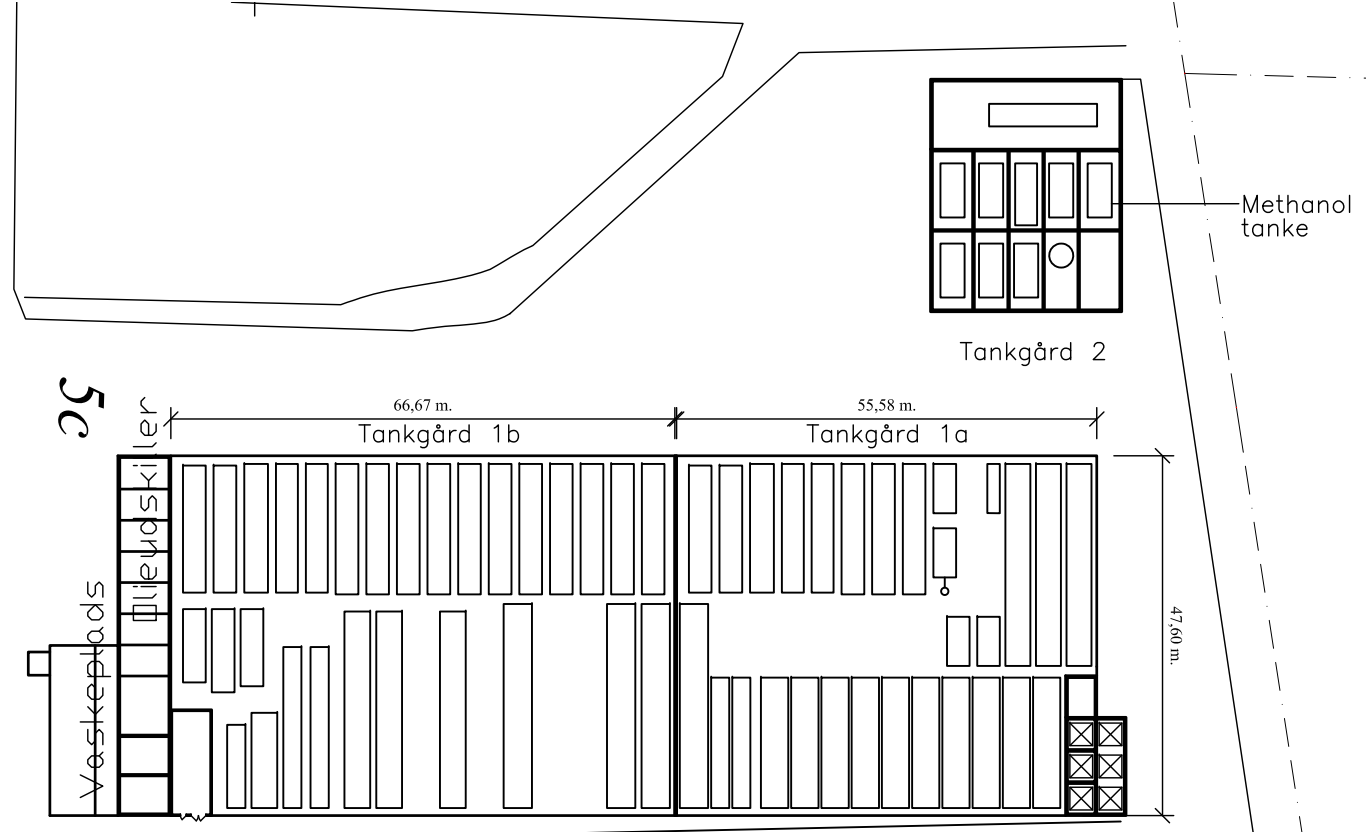 Methanol
tanke
Tankgård 2
5c
66,67 m.
55,58 m.
Tankgård 1b
Tankgård 1a
Olieudskiller
Vaskeplads
47,60 m.